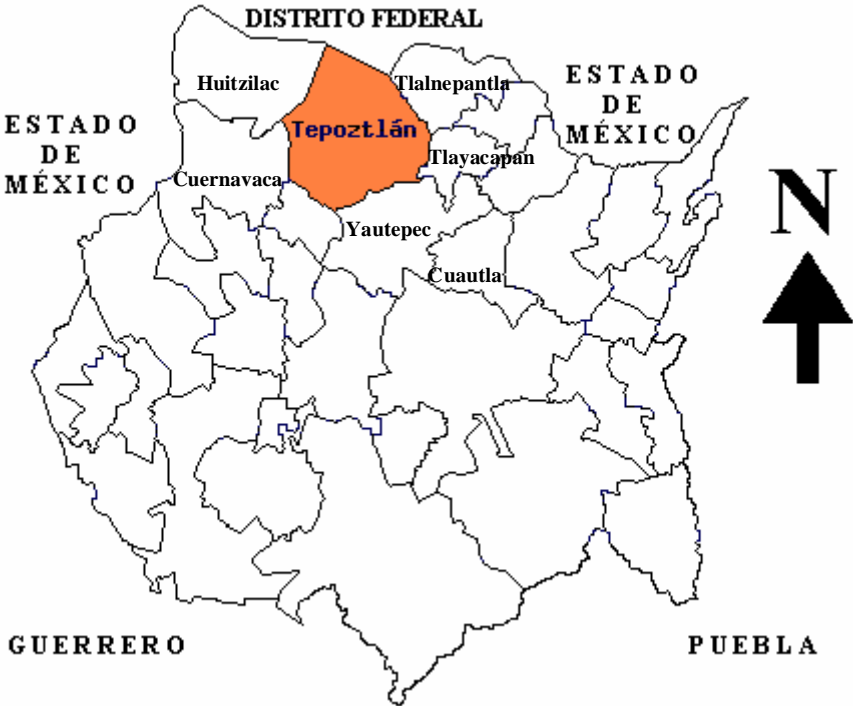 DISTRITO FEDERAL
Huitzilac
Tlalnepantla
ESTADO
DE
MÉXICO
ESTADO
DE
MÉXICO
Tepoztlán
Tlayacapan
Cuernavaca
N
Yautepec
Cuautla
GUERRERO
PUEBLA